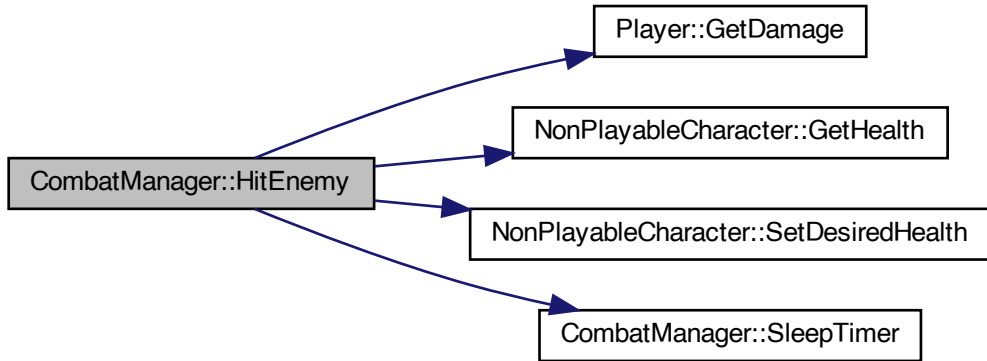 Player::GetDamage
NonPlayableCharacter::GetHealth
CombatManager::HitEnemy
NonPlayableCharacter::SetDesiredHealth
CombatManager::SleepTimer